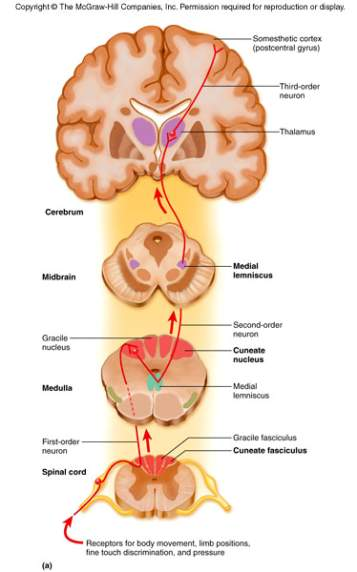 Copyright © The McGraw-Hill Companies, Inc. Permission required for reproduction or display.
Somesthetic cortex
(postcentral gyrus)
Third-order
neuron
Thalamus
Cerebrum
Midbrain
Medial
lemniscus
Second-order
neuron
Gracile
nucleus
Cuneate
nucleus
Medulla
Medial
lemniscus
First-order
neuron
Gracile fasciculus
Cuneate fasciculus
Spinal cord
Receptors for body movement, limb positions,
fine touch discrimination, and pressure
(a)